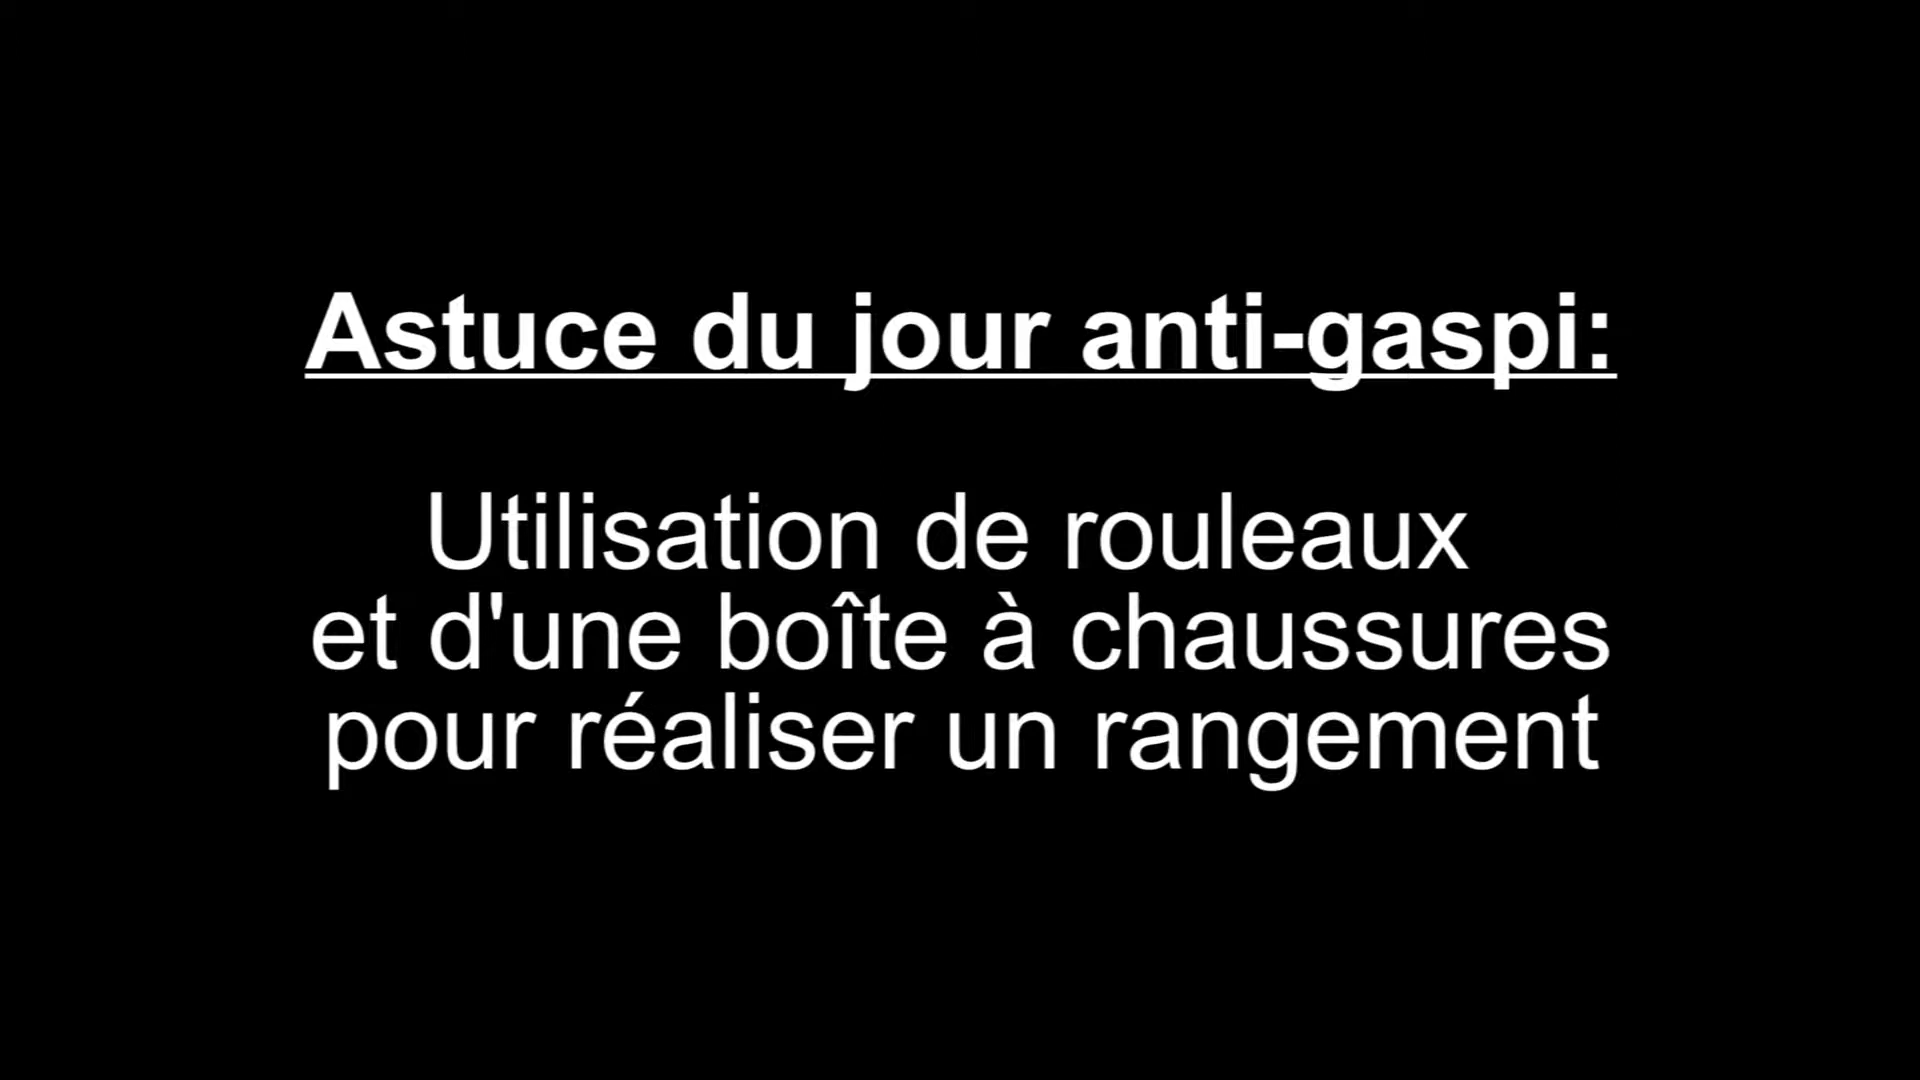 Astuce du jour anti-gaspi:
Utilisation de rouleaux
et d'une boîte à chaussures
pour réaliser un rangement